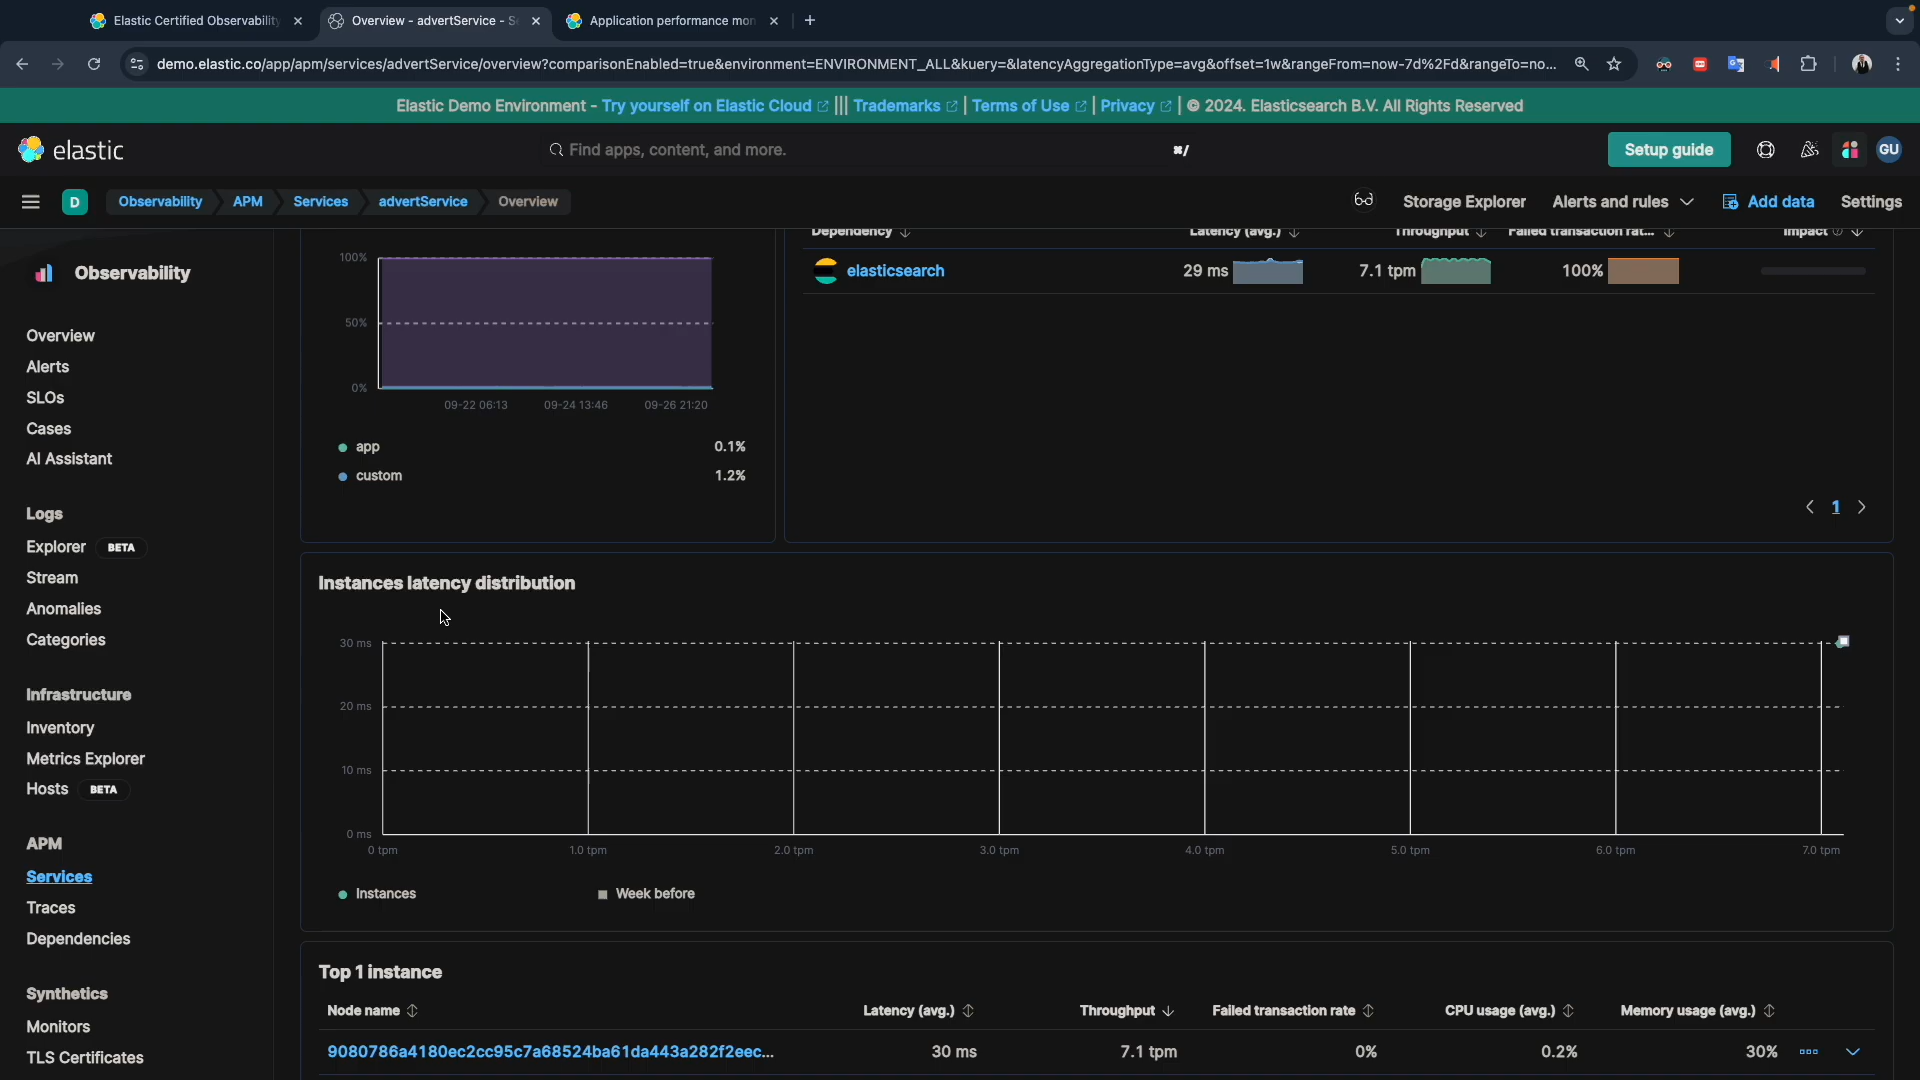 Elastic Certified Observability
Overview - advertService - S
Application performance mon
demo.elastic.co/app/apm/services/advertService/overview?comparisonEnabled=true&environment=ENVIRONMENT_ALL&kuery=&latencyAggregationType=avg&offset=1w&rangeFrom=now-7d%2Fd&rangeTo=no...
Elastic Demo Environment - Try yourself on Elastic Cloud ||| Trademarks | Terms of Use | Privacy | © 2024. Elasticsearch B.V. All Rights Reserved
elastic
Find apps, content, and more.
⌘/
Setup guide
GU
D
Observability
APM
Services
advertService
Overview
Storage Explorer
Alerts and rules
Add data
Settings
Observability
Overview
Alerts
SLOs
Cases
AI Assistant
Logs
Explorer BETA
Stream
Anomalies
Categories
Infrastructure
Inventory
Metrics Explorer
Hosts BETA
APM
Services
Traces
Dependencies
Synthetics
Monitors
TLS Certificates
100%
50%
0%
09-22 06:13 09-24 13:46 09-26 21:20
app 0.1%
custom 1.2%
Dependency Latency (avg.) Throughput Failed transaction rat... Impact
elasticsearch 29 ms 7.1 tpm 100%
1
Instances latency distribution
30 ms
20 ms
10 ms
0 ms
0 tpm 1.0 tpm 2.0 tpm 3.0 tpm 4.0 tpm 5.0 tpm 6.0 tpm 7.0 tpm
Instances Week before
Top 1 instance
Node name Latency (avg.) Throughput Failed transaction rate CPU usage (avg.) Memory usage (avg.)
9080786a4180ec2cc95c7a68524ba61da443a282f2eec... 30 ms 7.1 tpm 0% 0.2% 30%